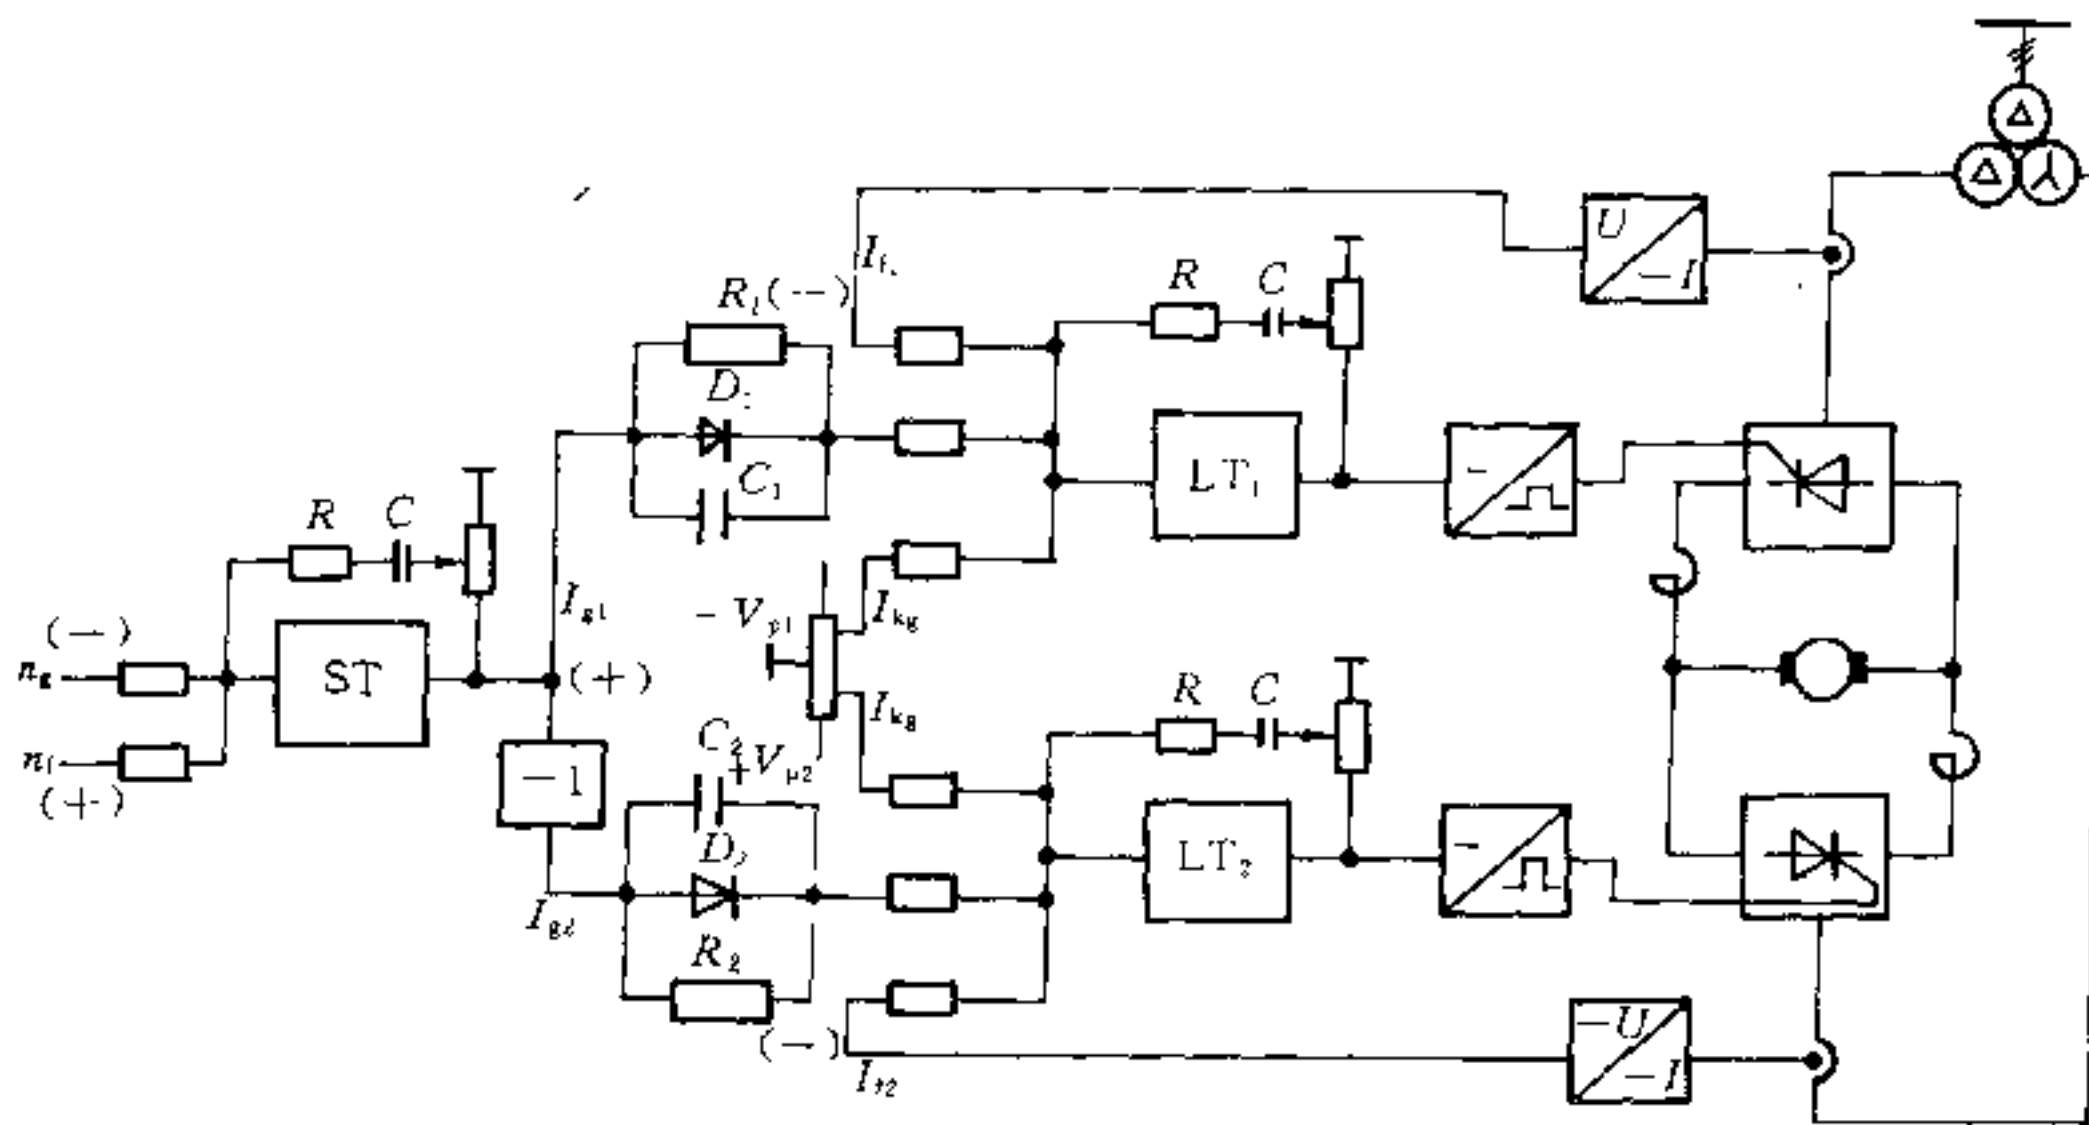 U
-I
I_f
R_1 (-)
R C
D_1
C_1
LT_1
R C
I_g1
-V_p1
I_kg
(-)
n_g
ST
(+)
I_kg
R C
n_f
(+)
-1
C_2
+V_p2
D_2
LT_2
I_g2
R_2
(-)
I_f2
-U
-I